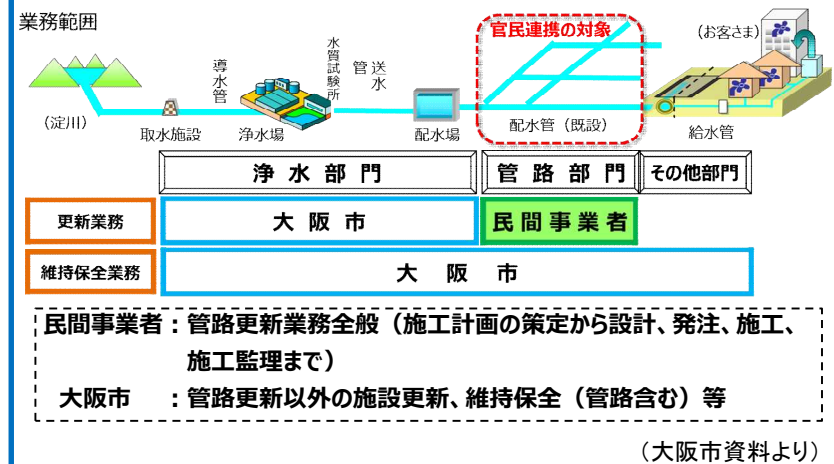 業務範囲
官民連携の対象
(お客さま)
導水管
水質試験所
送水管
(淀川)
取水施設
浄水場
配水場
配水管（既設）
給水管
浄水部門
管路部門
その他部門
更新業務
大阪市
民間事業者
維持保全業務
大阪市
民間事業者：管路更新業務全般（施工計画の策定から設計、発注、施工、
施工監理まで）
大阪市　：管路更新以外の施設更新、維持保全（管路含む）等
（大阪市資料より）